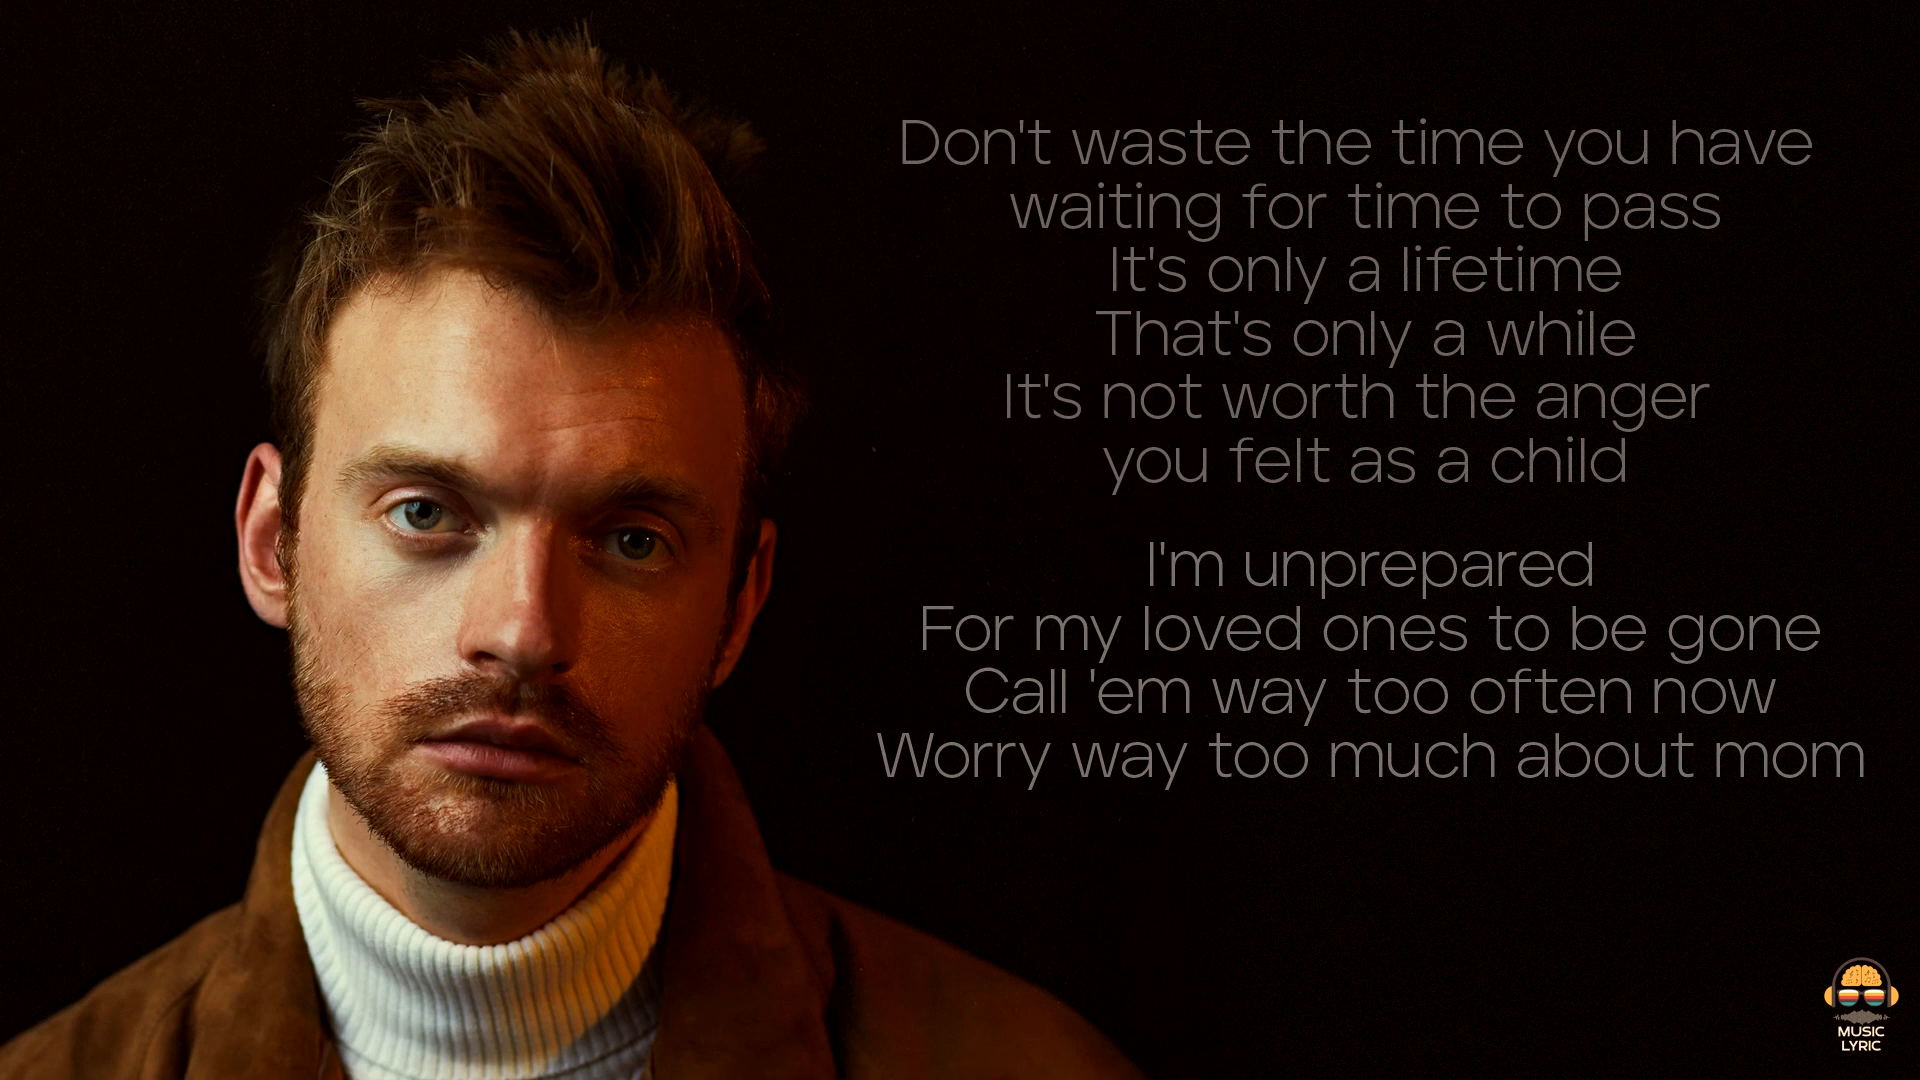 Don't waste the time you have
waiting for time to pass
It's only a lifetime
That's only a while
It's not worth the anger
you felt as a child
I'm unprepared
For my loved ones to be gone
Call 'em way too often now
Worry way too much about mom
MUSIC
LYRIC